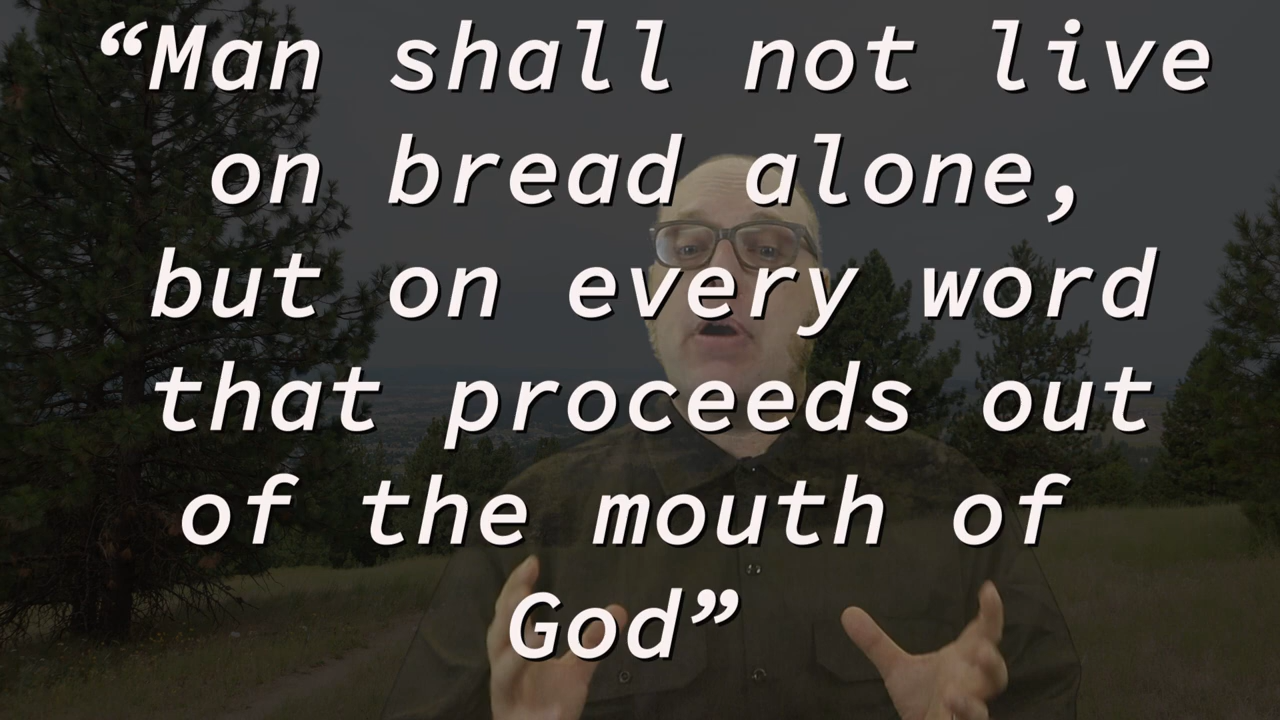 “Man shall not live
on bread alone,
but on every word
that proceeds out
of the mouth of
God”